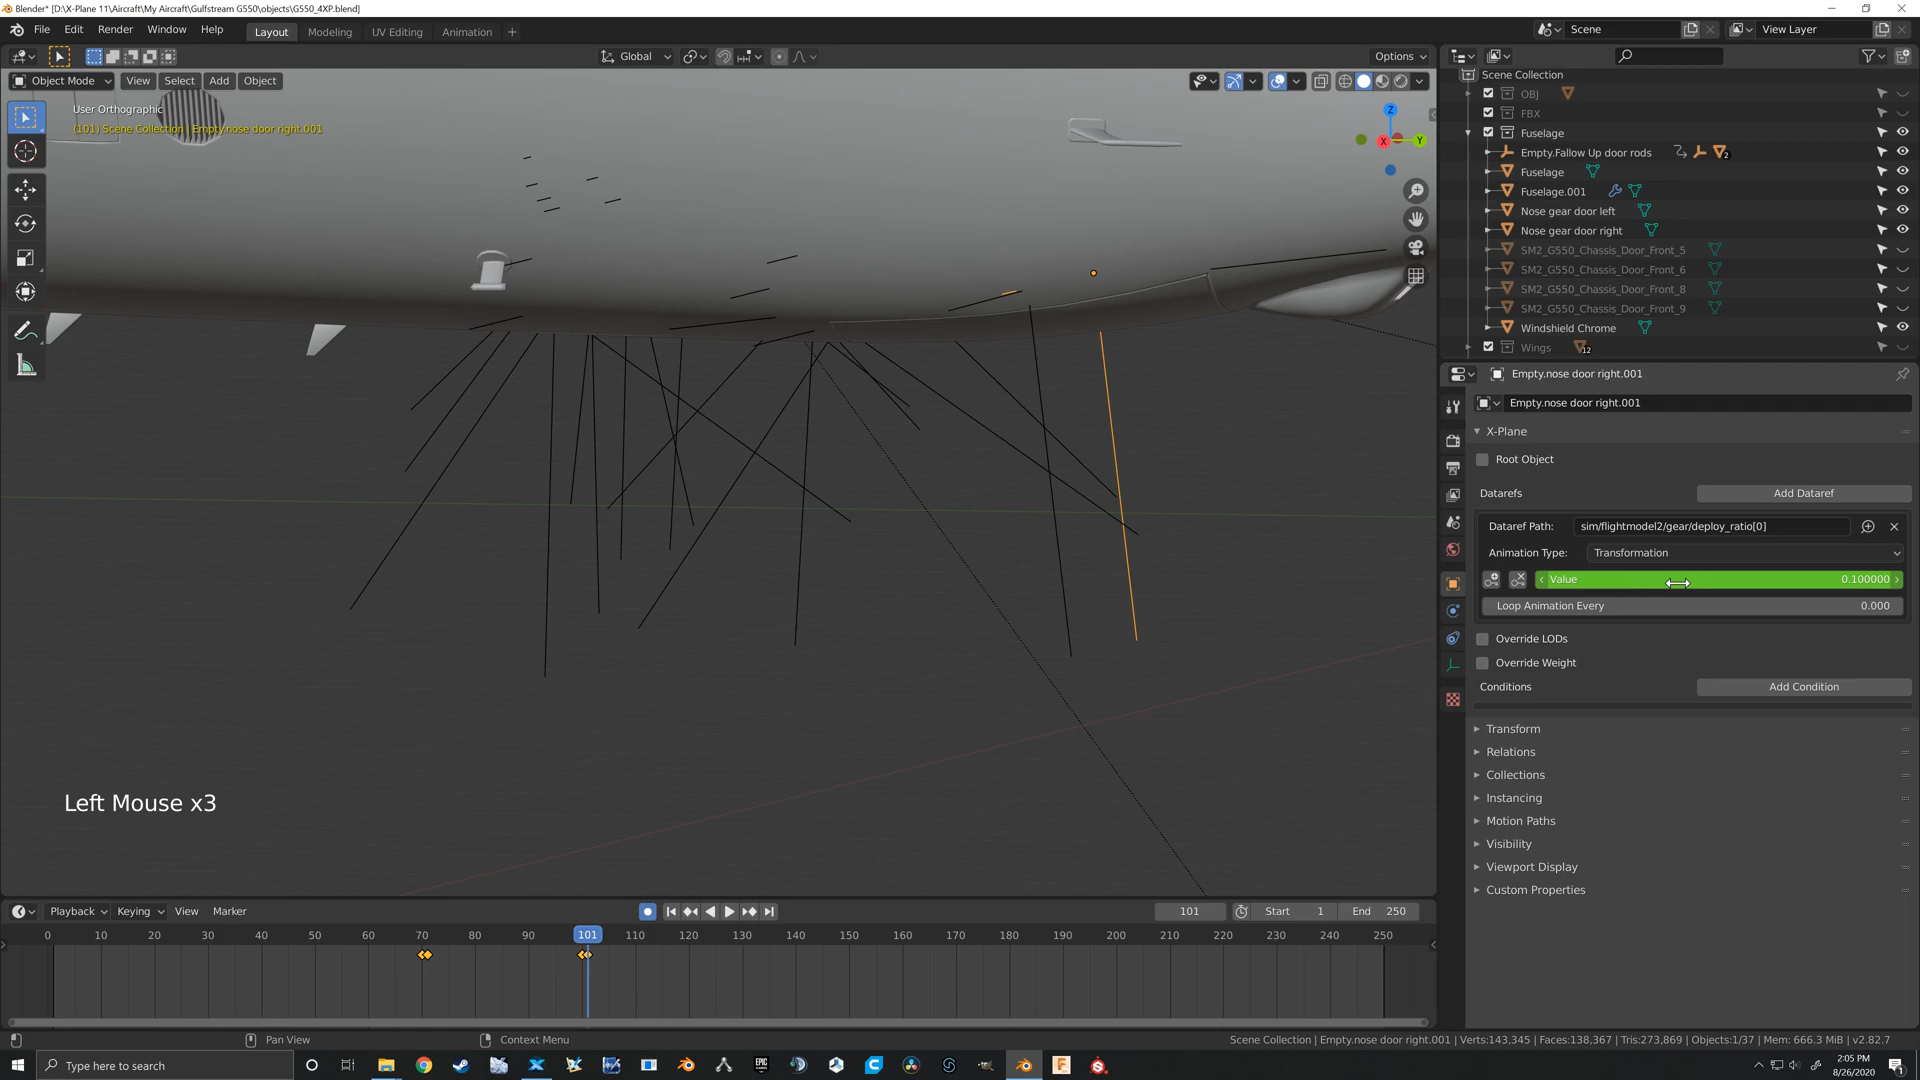 Blender* [D:\X-Plane 11\Aircraft\My Aircraft\Gulfstream G550\objects\G550_4XP.blend]
File Edit Render Window Help Layout Modeling UV Editing Animation + Scene View Layer
Global Options
Object Mode View Select Add Object
User Orthographic
(101) Scene Collection | Empty.nose door right.001
Z
X Y
Scene Collection
OBJ
FBX
Fuselage
Empty.Fallow Up door rods 2
Fuselage
Fuselage.001
Nose gear door left
Nose gear door right
SM2_G550_Chassis_Door_Front_5
SM2_G550_Chassis_Door_Front_6
SM2_G550_Chassis_Door_Front_8
SM2_G550_Chassis_Door_Front_9
Windshield Chrome
Wings 12
Empty.nose door right.001
Empty.nose door right.001
X-Plane
Root Object
Datarefs Add Dataref
Dataref Path: sim/flightmodel2/gear/deploy_ratio[0]
Animation Type: Transformation
Value 0.100000
Loop Animation Every 0.000
Override LODs
Override Weight
Conditions Add Condition
Transform
Relations
Collections
Instancing
Motion Paths
Visibility
Viewport Display
Custom Properties
Left Mouse x3
Playback Keying View Marker 101 Start 1 End 250
0 10 20 30 40 50 60 70 80 90 101 110 120 130 140 150 160 170 180 190 200 210 220 230 240 250
Pan View Context Menu Scene Collection | Empty.nose door right.001 | Verts:143,345 | Faces:138,367 | Tris:273,869 | Objects:1/37 | Mem: 666.3 MiB | v2.82.7
Type here to search
EPIC
2:05 PM
8/26/2020
1